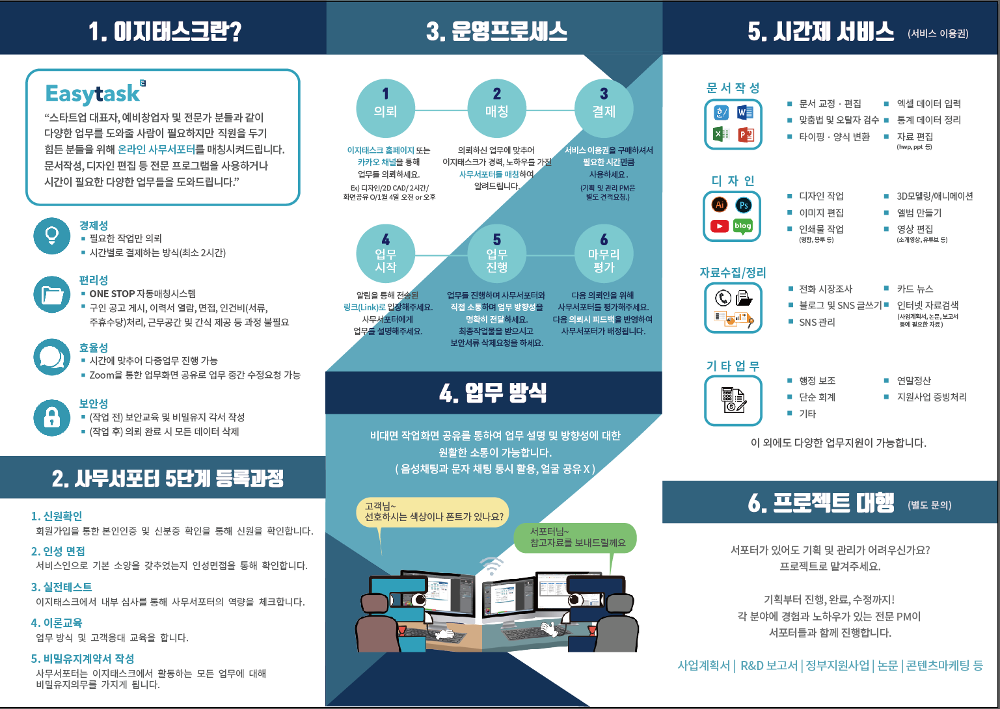 1. 이지태스크란?
Easytask
“스타트업 대표자, 예비창업자 및 전문가 분들과 같이
다양한 업무를 도와줄 사람이 필요하지만 직원을 두기
힘든 분들을 위해 온라인 사무서포터를 매칭시켜드립니다.
문서작성, 디자인 편집 등 전문 프로그램을 사용하거나
시간이 필요한 다양한 업무들을 도와드립니다.”
경제성
▪ 필요한 작업만 의뢰
▪ 시간별로 결제하는 방식(최소 2시간)
편리성
▪ ONE STOP 자동매칭시스템
▪ 구인 공고 게시, 이력서 열람, 면접, 인건비(서류,
주휴수당)처리, 근무공간 및 간식 제공 등 과정 불필요
효율성
▪ 시간에 맞추어 다중업무 진행 가능
▪ Zoom을 통한 업무화면 공유로 업무 중간 수정요청 가능
보안성
▪ (작업 전) 보안교육 및 비밀유지 각서 작성
▪ (작업 후) 의뢰 완료 시 모든 데이터 삭제
2. 사무서포터 5단계 등록과정
1. 신원확인
회원가입을 통한 본인인증 및 신분증 확인을 통해 신원을 확인합니다.
2. 인성 면접
서비스인으로 기본 소양을 갖추었는지 인성면접을 통해 확인합니다.
3. 실전테스트
이지태스크에서 내부 심사를 통해 사무서포터의 역량을 체크합니다.
4. 이론교육
업무 방식 및 고객응대 교육을 합니다.
5. 비밀유지계약서 작성
사무서포터는 이지태스크에서 활동하는 모든 업무에 대해
비밀유지의무를 가지게 됩니다.
3. 운영프로세스
1
의뢰
이지태스크 홈페이지 또는
카카오 채널을 통해
업무를 의뢰하세요.
Ex) 디자인/2D CAD/ 2시간/
화면공유 O/1월 4일 오전 or 오후
2
매칭
의뢰하신 업무에 맞추어
이지태스크가 경력, 노하우를 가진
사무서포터를 매칭하여
알려드립니다.
3
결제
서비스 이용권을 구매하셔서
필요한 시간만큼
사용하세요.
(기획 및 관리 PM은
별도 견적요청.)
4
업무
시작
알림을 통해 전송된
링크(Link)로 입장해주세요.
사무서포터에게
업무를 설명해주세요.
5
업무
진행
업무를 진행하며 사무서포터와
직접 소통하며 업무 방향성을
명확히 전달하세요.
최종작업물을 받으시고
보안서류 삭제요청을 하세요.
6
마무리
평가
다음 의뢰인을 위해
사무서포터를 평가해주세요.
다음 의뢰시 피드백을 반영하여
사무서포터가 배정됩니다.
4. 업무 방식
비대면 작업화면 공유를 통하여 업무 설명 및 방향성에 대한
원활한 소통이 가능합니다.
( 음성채팅과 문자 채팅 동시 활용, 얼굴 공유 X )
고객님~
선호하시는 색상이나 폰트가 있나요?
서포터님~
참고자료를 보내드릴께요
5. 시간제 서비스 (서비스 이용권)
문서작성
W
X
P
▪ 문서 교정 · 편집
▪ 맞춤법 및 오탈자 검수
▪ 타이핑 · 양식 변환
▪ 엑셀 데이터 입력
▪ 통계 데이터 정리
▪ 자료 편집
(hwp, ppt 등)
디자인
Ai
Ps
blog
▪ 디자인 작업
▪ 이미지 편집
▪ 인쇄물 작업
(명함, 봉투 등)
▪ 3D모델링/애니메이션
▪ 앨범 만들기
▪ 영상 편집
(소개영상, 유튜브 등)
자료수집/정리
▪ 전화 시장조사
▪ 블로그 및 SNS 글쓰기
▪ SNS 관리
▪ 카드 뉴스
▪ 인터넷 자료검색
(사업계획서, 논문, 보고서
등에 필요한 자료)
기타업무
▪ 행정 보조
▪ 단순 회계
▪ 기타
▪ 연말정산
▪ 지원사업 증빙처리
이 외에도 다양한 업무지원이 가능합니다.
6. 프로젝트 대행 (별도 문의)
서포터가 있어도 기획 및 관리가 어려우신가요?
프로젝트로 맡겨주세요.
기획부터 진행, 완료, 수정까지!
각 분야에 경험과 노하우가 있는 전문 PM이
서포터들과 함께 진행합니다.
사업계획서 | R&D 보고서 | 정부지원사업 | 논문 | 콘텐츠마케팅 등